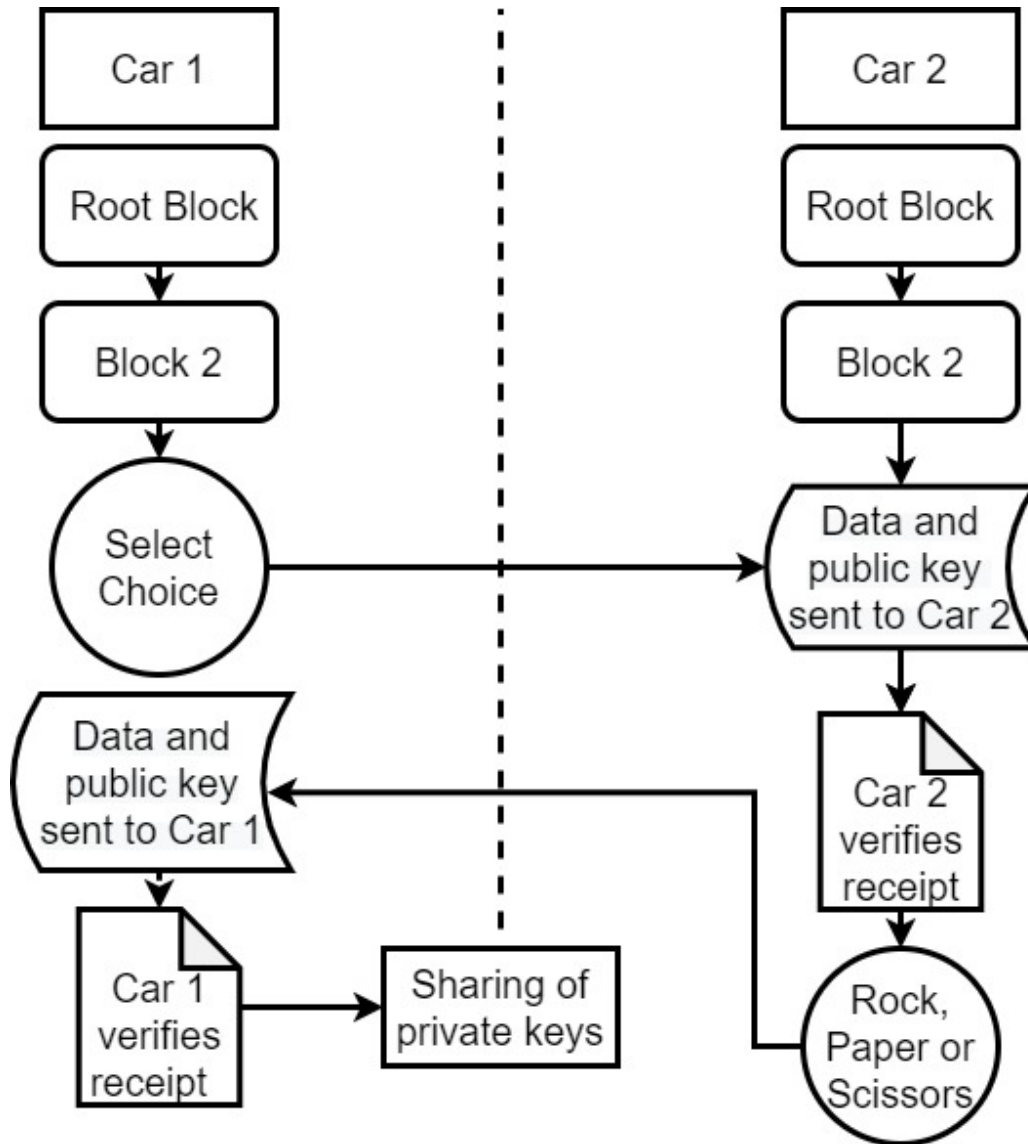 Car 1
Car 2
Root Block
Root Block
Block 2
Block 2
Select
Choice
Data and
public key
sent to Car 2
Data and
public key
sent to Car 1
Car 2
verifies
receipt
Car 1
verifies
receipt
Sharing of
private keys
Rock,
Paper or
Scissors